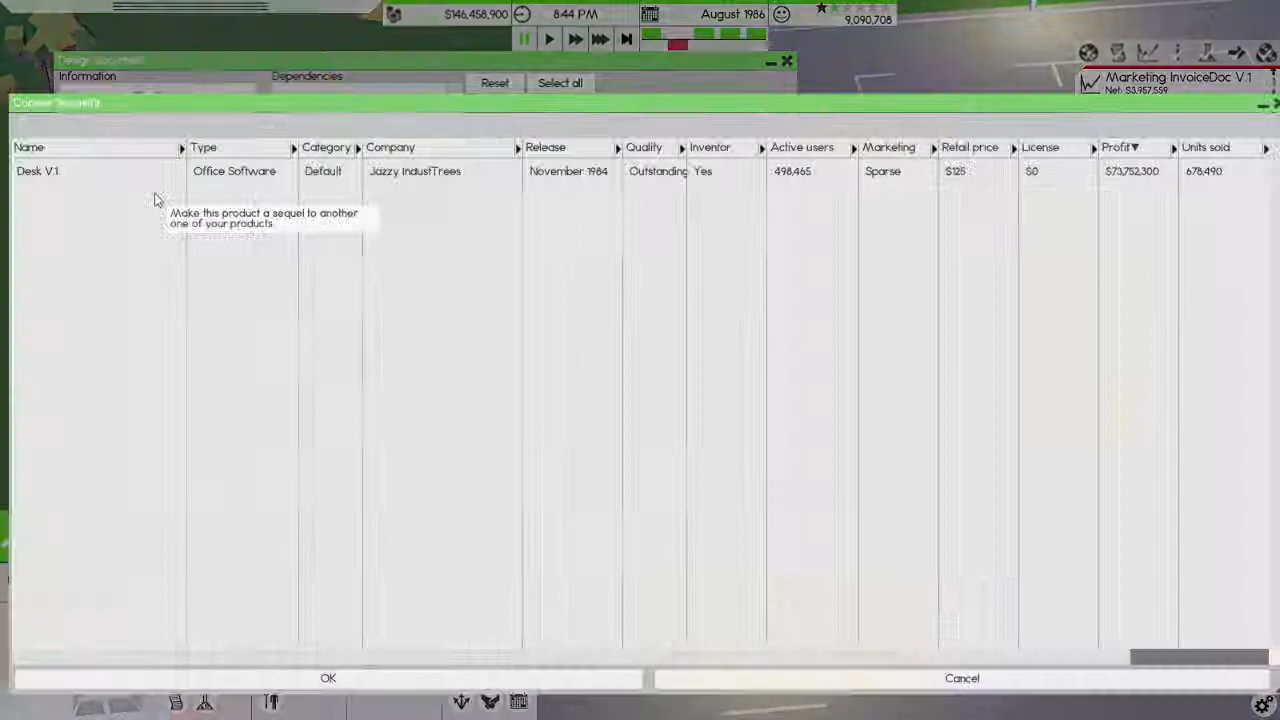 $146,458,900
8:44 PM
August 1986
9,090,708
Design document
Information
Dependencies
Reset
Select all
Marketing InvoiceDoc V.1
Net: $3,957,559
Name
Type
Category
Company
Release
Quality
Inventor
Active users
Marketing
Retail price
License
Profit▼
Units sold
Desk V.1
Office Software
Default
Jazzy IndustTrees
November 1984
Outstanding
Yes
498,465
Sparse
$125
$0
$73,752,300
678,490
Make this product a sequel to another
one of your products
OK
Cancel